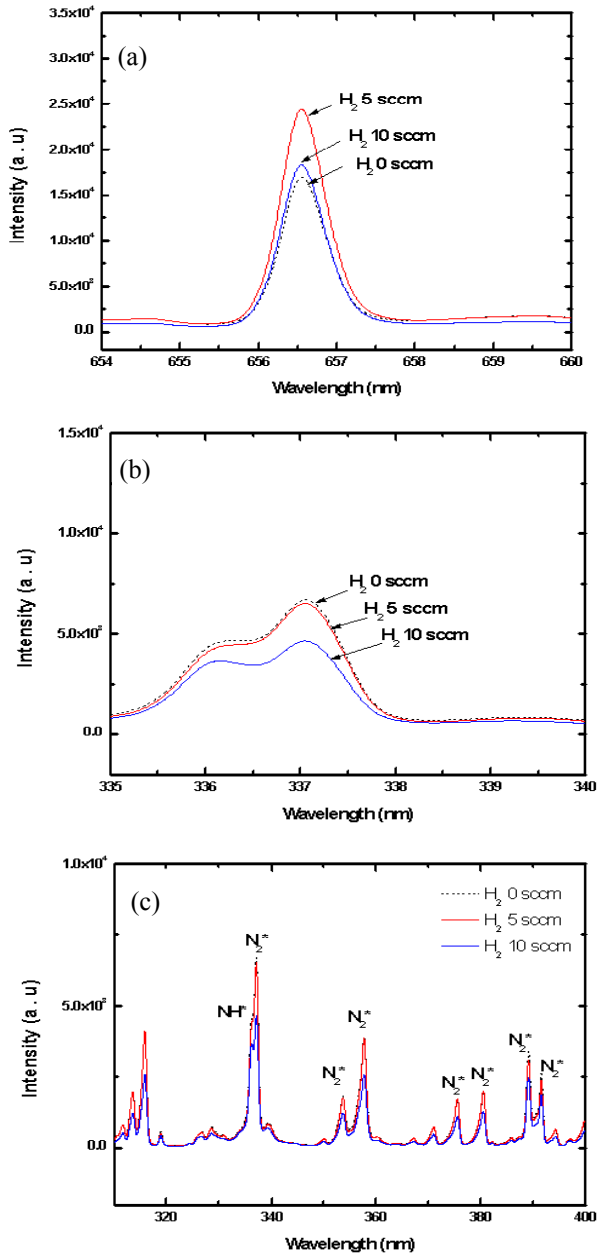 (a)
3.5x10⁴
3.0x10⁴
2.5x10⁴
2.0x10⁴
1.5x10⁴
1.0x10⁴
5.0x10³
0.0
Intensity (a . u)
H₂ 5 sccm
H₂ 10 sccm
H₂ 0 sccm
654 655 656 657 658 659 660
Wavelength (nm)
(b)
1.5x10⁴
1.0x10⁴
5.0x10³
0.0
Intensity (a . u)
H₂ 0 sccm
H₂ 5 sccm
H₂ 10 sccm
335 336 337 338 339 340
Wavelength (nm)
(c)
1.0x10⁴
5.0x10³
0.0
Intensity (a . u)
H₂ 0 sccm
H₂ 5 sccm
H₂ 10 sccm
N₂*
NH*
N₂*
N₂*
N₂*
N₂*
N₂*
N₂*
320 340 360 380 400
Wavelength (nm)